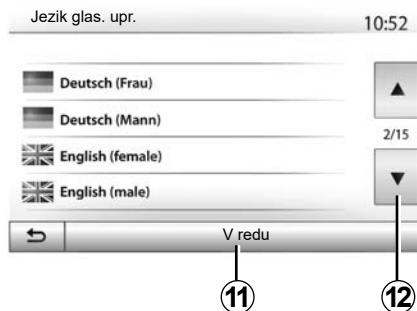 Jezik glas. upr.
10:52
Deutsch (Frau)
Deutsch (Mann)
2/15
English (female)
English (male)
V redu
11
12